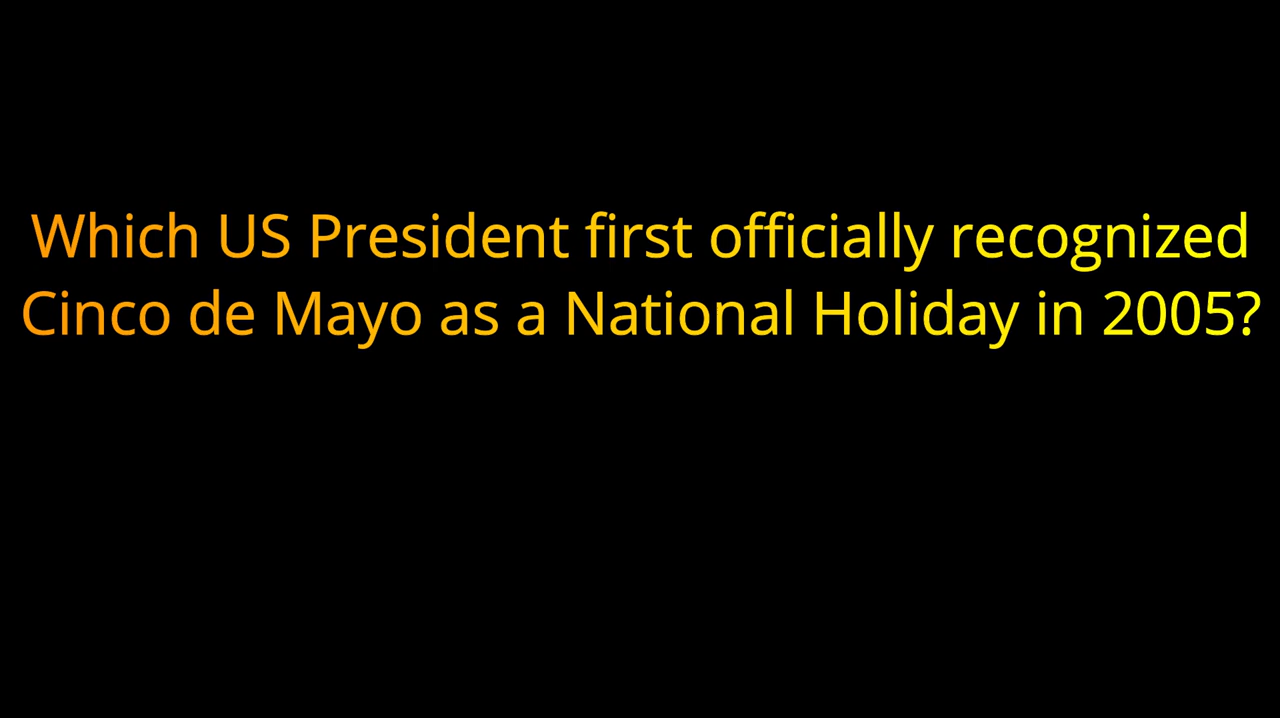 Which US President first officially recognized
Cinco de Mayo as a National Holiday in 2005?